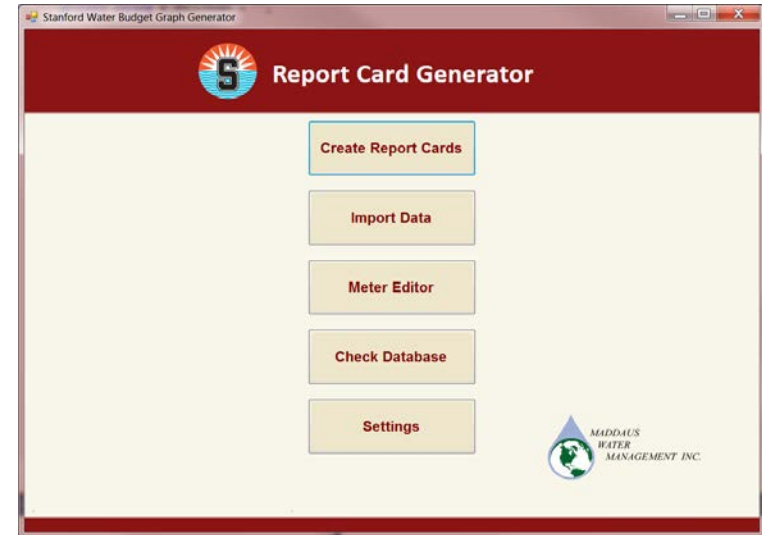 Stanford Water Budget Graph Generator
S
Report Card Generator
Create Report Cards
Import Data
Meter Editor
Check Database
Settings
MADDAUS
WATER
MANAGEMENT INC.